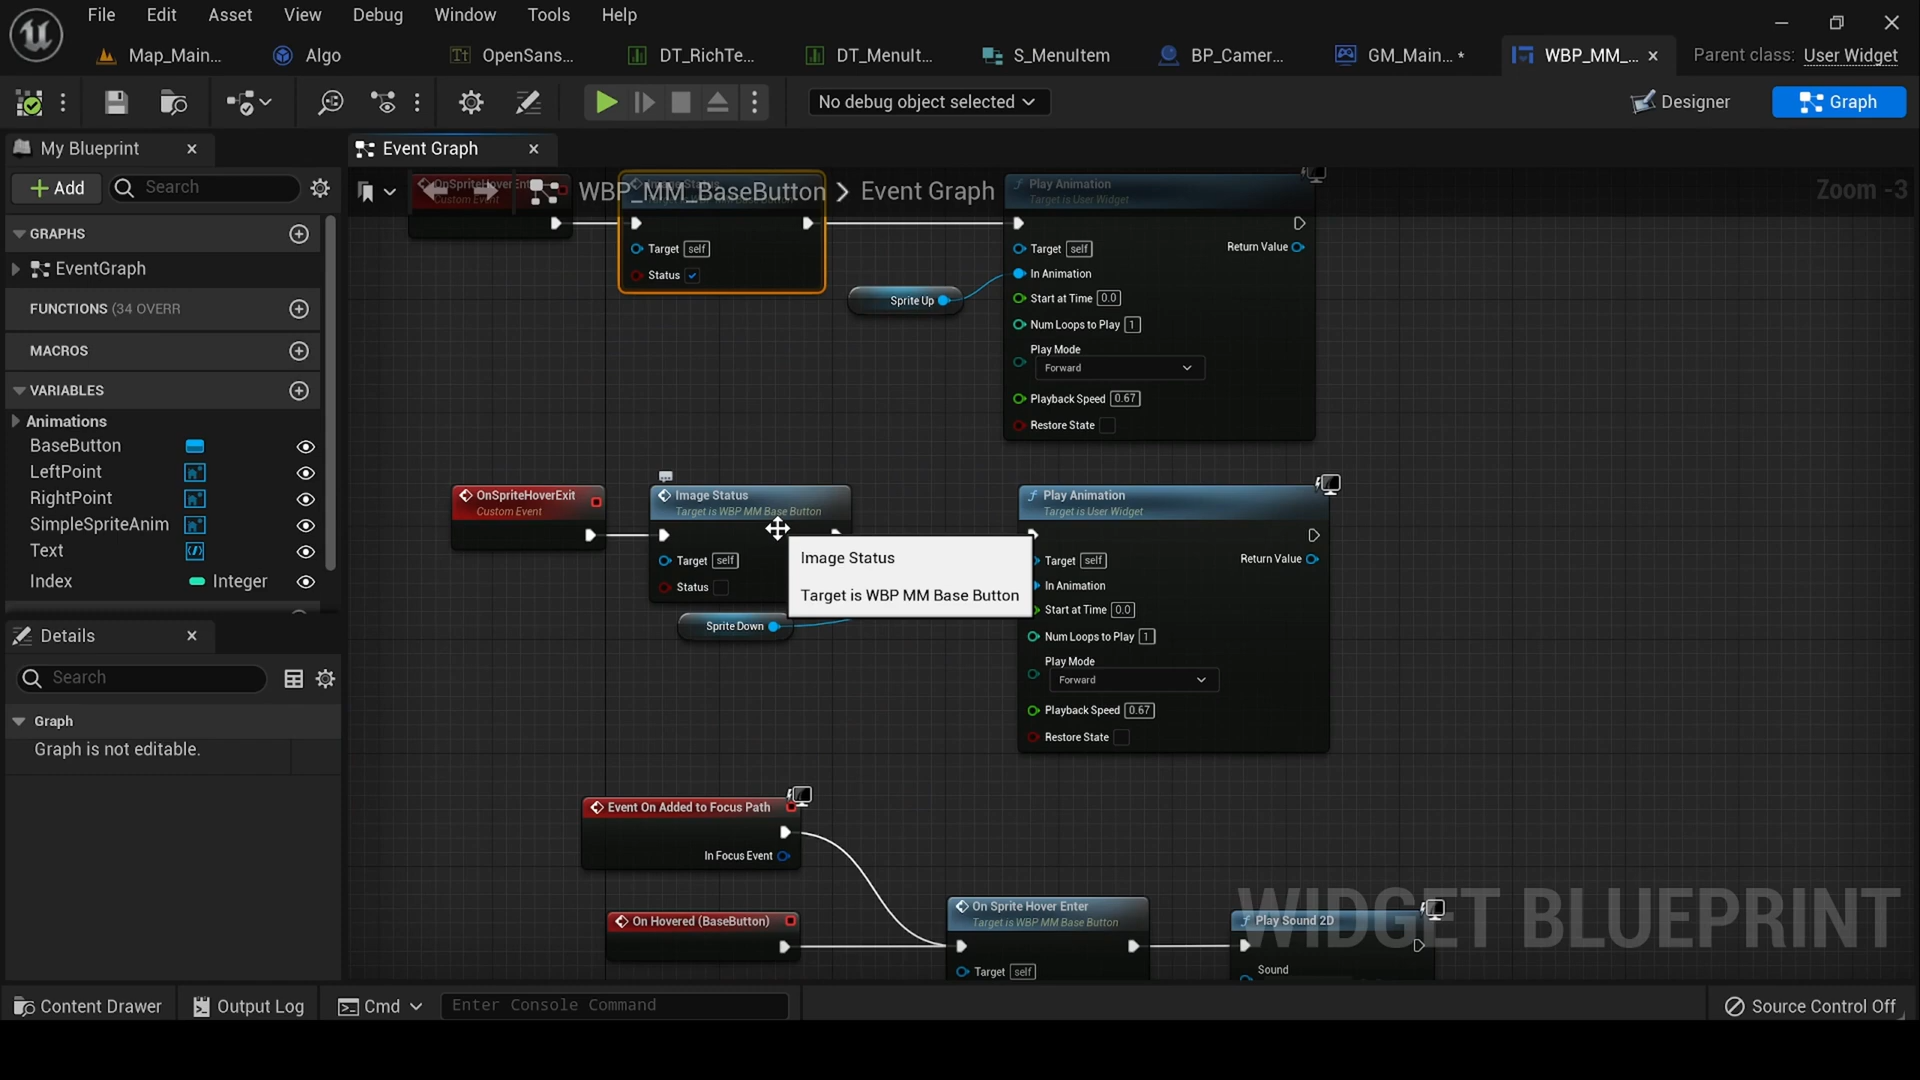 File Edit Asset View Debug Window Tools Help
Map_Main... Algo OpenSans... DT_RichTe... DT_MenuIt... S_MenuItem BP_Camer... GM_Main... * WBP_MM_... Parent class: User Widget
No debug object selected Designer Graph
My Blueprint Event Graph
Add Search WBP_MM_BaseButton > Event Graph Zoom -3
GRAPHS
EventGraph
FUNCTIONS (34 OVERR
MACROS
VARIABLES
Animations
BaseButton
LeftPoint
RightPoint
SimpleSpriteAnim
Text
Index Integer
Details
Search
Graph
Graph is not editable.
Custom Event
Target self
Status
Sprite Up
Play Animation
Target is User Widget
Target self Return Value
In Animation
Start at Time 0.0
Num Loops to Play 1
Play Mode
Forward
Playback Speed 0.67
Restore State
OnSpriteHoverExit
Custom Event
Image Status
Target is WBP MM Base Button
Target self
Status
Sprite Down
Image Status
Target is WBP MM Base Button
Play Animation
Target is User Widget
Target self Return Value
In Animation
Start at Time 0.0
Num Loops to Play 1
Play Mode
Forward
Playback Speed 0.67
Restore State
Event On Added to Focus Path
In Focus Event
On Hovered (BaseButton)
On Sprite Hover Enter
Target is WBP MM Base Button
Target self
Play Sound 2D
Sound
WIDGET BLUEPRINT
Content Drawer Output Log Cmd Enter Console Command Source Control Off